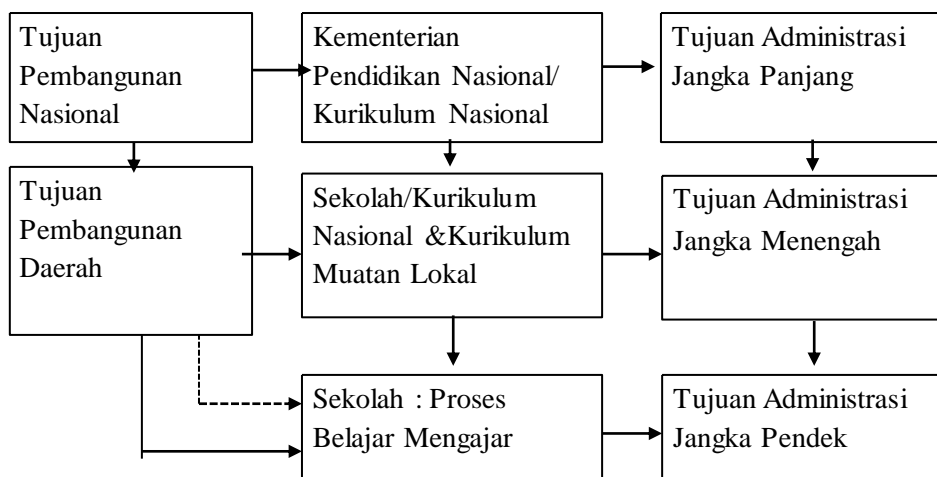 Tujuan
Pembangunan
Nasional
Kementerian
Pendidikan Nasional/
Kurikulum Nasional
Tujuan Administrasi
Jangka Panjang
Tujuan
Pembangunan
Daerah
Sekolah/Kurikulum
Nasional &Kurikulum
Muatan Lokal
Tujuan Administrasi
Jangka Menengah
Sekolah : Proses
Belajar Mengajar
Tujuan Administrasi
Jangka Pendek